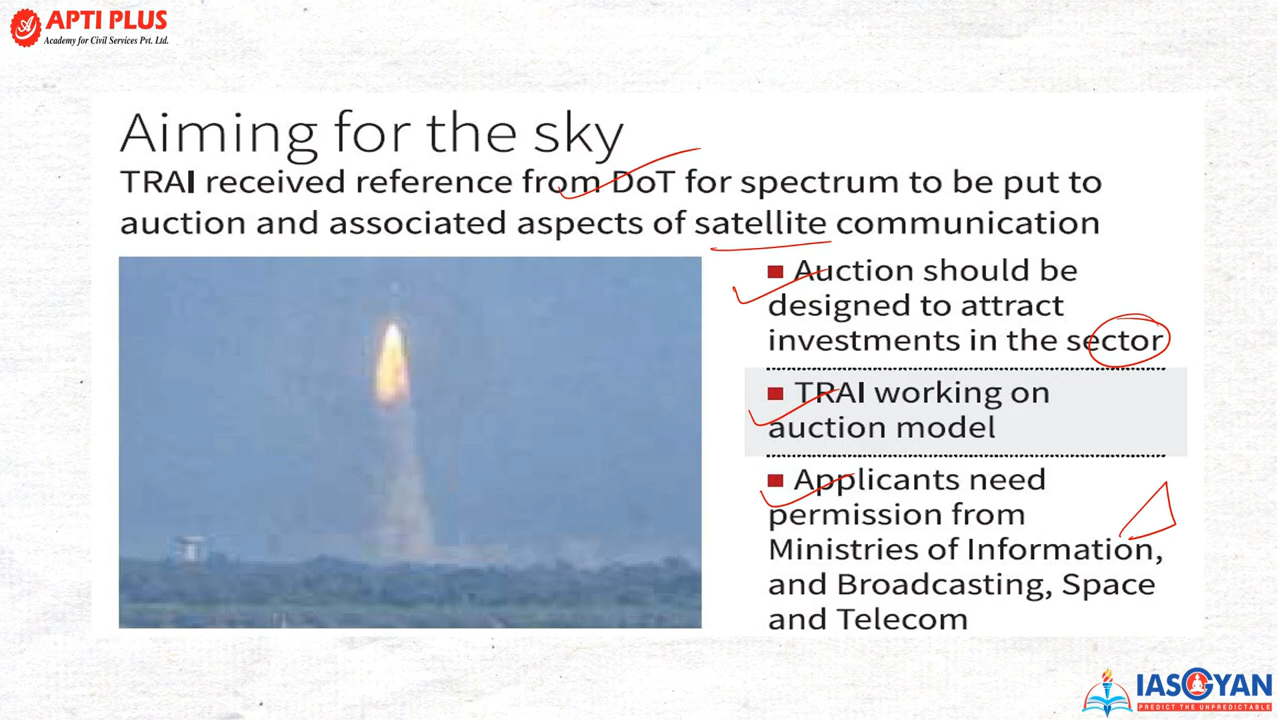 APTI PLUS
Academy for Civil Services Pvt. Ltd.
Aiming for the sky
TRAI received reference from DoT for spectrum to be put to
auction and associated aspects of satellite communication
Auction should be
designed to attract
investments in the sector
TRAI working on
auction model
Applicants need
permission from
Ministries of Information,
and Broadcasting, Space
and Telecom
IASGYAN
PREDICT THE UNPREDICTABLE